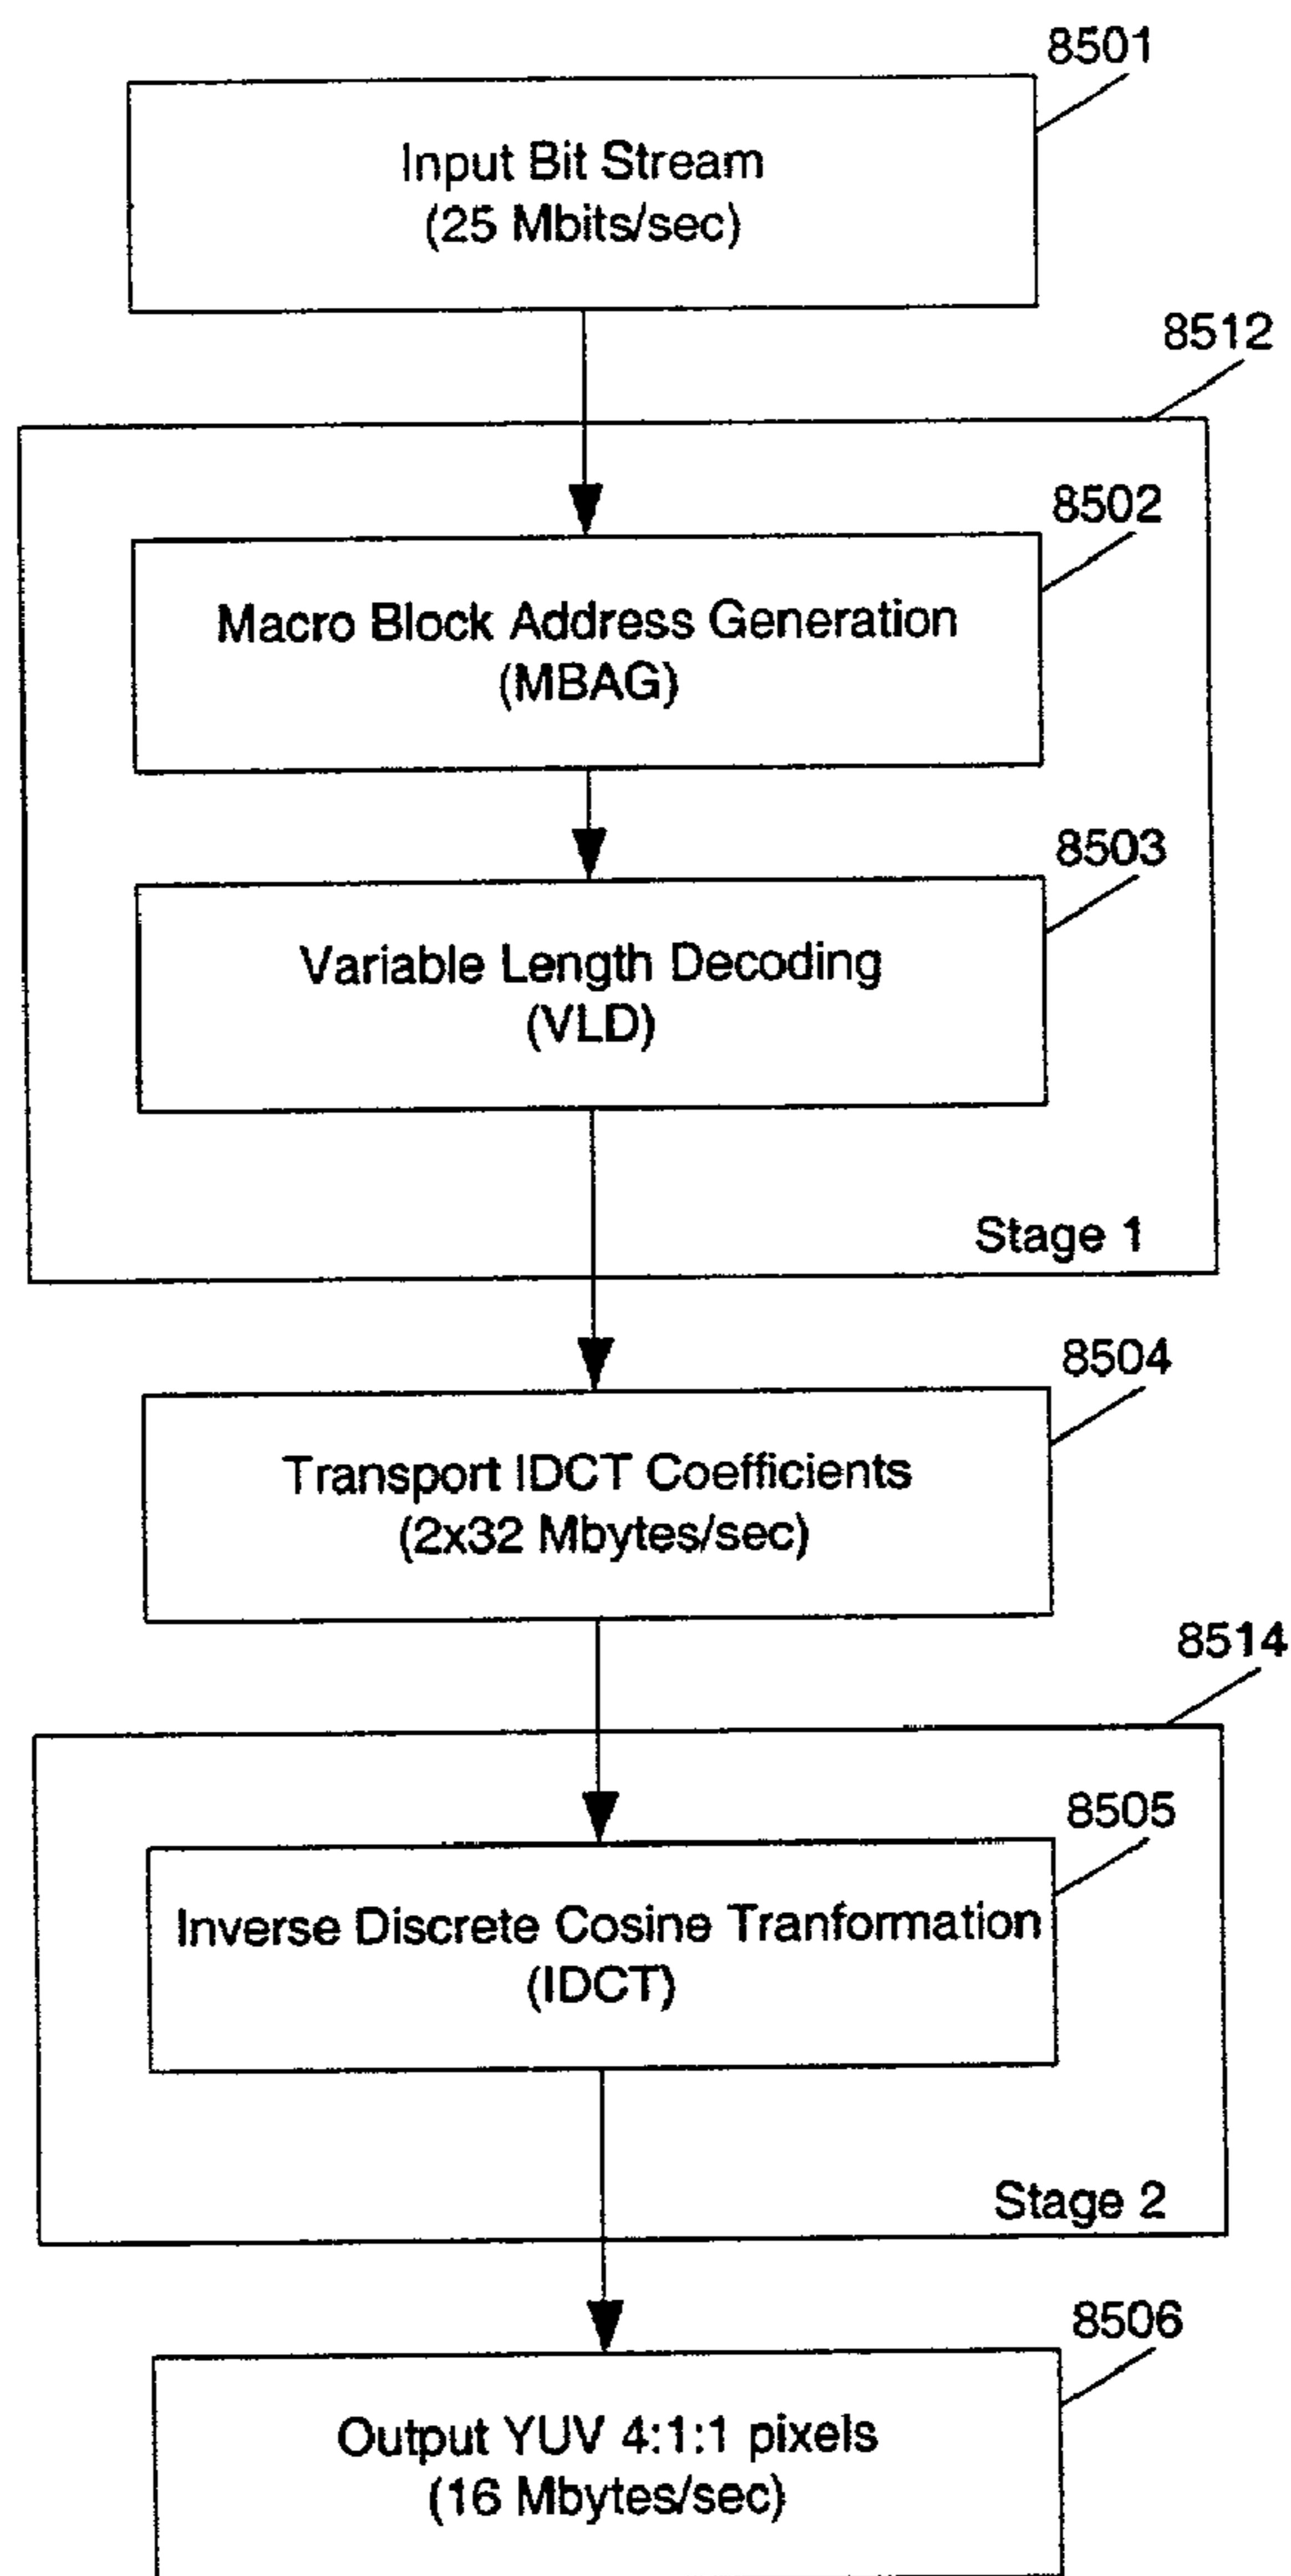 8501
Input Bit Stream
(25 Mbits/sec)
8512
8502
Macro Block Address Generation
(MBAG)
8503
Variable Length Decoding
(VLD)
Stage 1
8504
Transport IDCT Coefficients
(2x32 Mbytes/sec)
8514
8505
Inverse Discrete Cosine Tranformation
(IDCT)
Stage 2
8506
Output YUV 4:1:1 pixels
(16 Mbytes/sec)